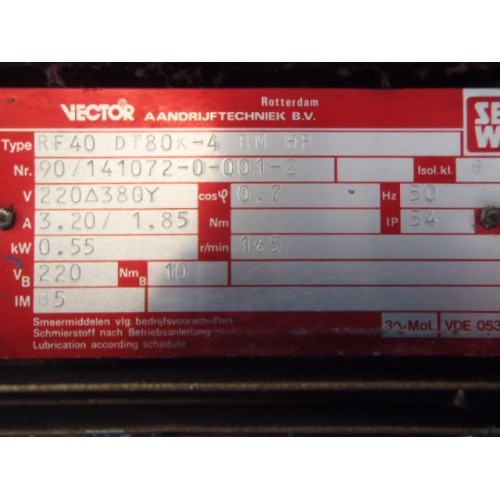 Rotterdam
VECTOR AANDRIJFTECHNIEK B.V.
SE
W
Type RF40 DT80K-4 BM HP
Nr. 90/141072-0-001-2 Isol.kl. B
V 220Δ380Y cosφ 0.7 Hz 50
A 3.20/ 1.85 Nm IP 54
kW 0.55 r/min 165
VB 220 NmB 10
IM B5
Smeermiddelen vlg. bedrijfsvoorschriften
Schmierstoff nach Betriebsanleitung
Lubrication according schedule
3~Mot. VDE 053